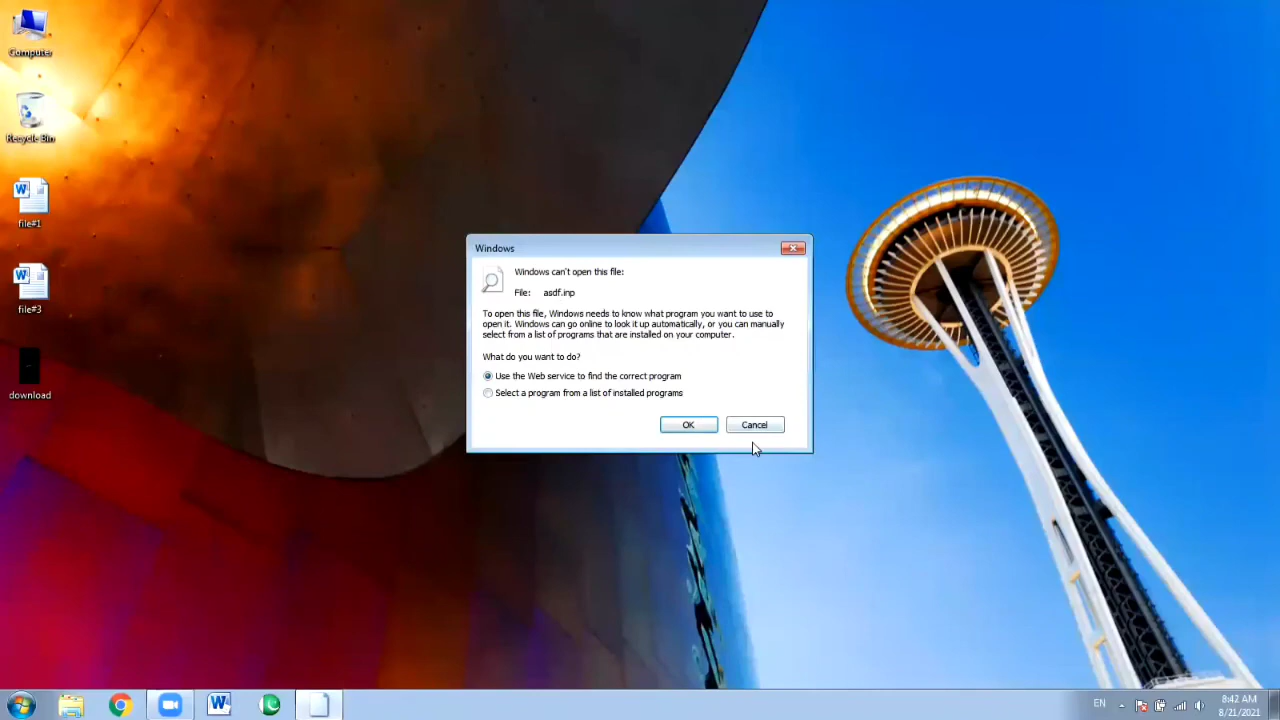 Computer
Recycle Bin
file#1
file#3
download
Windows
Windows can't open this file:
File: asdf.inp
To open this file, Windows needs to know what program you want to use to
open it. Windows can go online to look it up automatically, or you can manually
select from a list of programs that are installed on your computer.
What do you want to do?
Use the Web service to find the correct program
Select a program from a list of installed programs
OK Cancel
EN
8:42 AM
8/21/2021